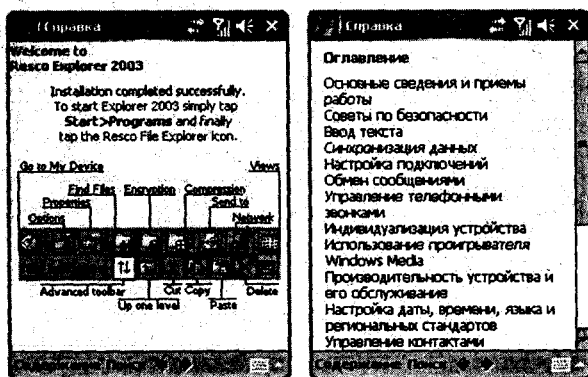 Справка
Welcome to
Resco Explorer 2003
Installation completed successfully.
To start Explorer 2003 simply tap
Start>Programs and finally
tap the Resco File Explorer icon.
Go to My Device
Views
Find Files Encryption Compression
Properties
Send to
Options
Network
Advanced toolbar
Cut Copy
Delete
Up one level
Paste
Содержание Поиск
Справка
Оглавление
Основные сведения и приемы
работы
Советы по безопасности
Ввод текста
Синхронизация данных
Настройка подключений
Обмен сообщениями
Управление телефонными
звонками
Индивидуализация устройства
Использование проигрывателя
Windows Media
Производительность устройства и
его обслуживание
Настройка даты, времени, языка и
региональных стандартов
Управление контактами
Содержание Поиск